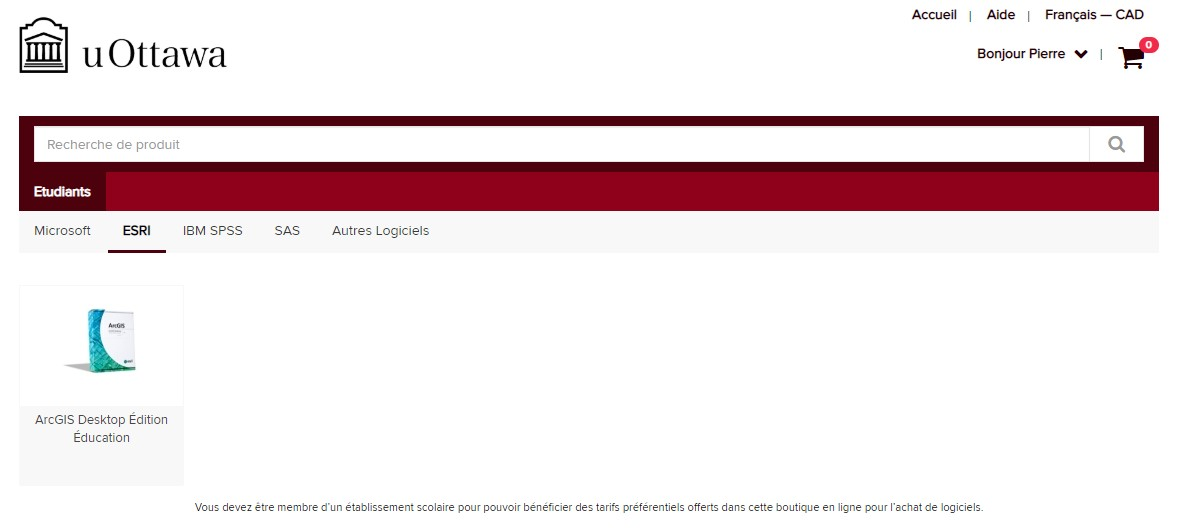 Accueil | Aide | Français — CAD
uOttawa
Bonjour Pierre |
0
Recherche de produit
Etudiants
Microsoft ESRI IBM SPSS SAS Autres Logiciels
ArcGIS
ArcGIS Desktop Édition
Éducation
Vous devez être membre d’un établissement scolaire pour pouvoir bénéficier des tarifs préférentiels offerts dans cette boutique en ligne pour l’achat de logiciels.